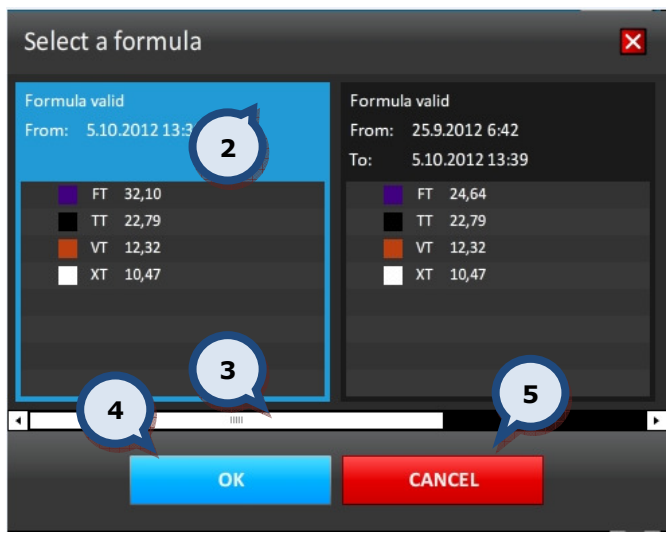 Select a formula
Formula valid
From: 5.10.2012 13:3
2
FT 32,10
TT 22,79
VT 12,32
XT 10,47
Formula valid
From: 25.9.2012 6:42
To: 5.10.2012 13:39
FT 24,64
TT 22,79
VT 12,32
XT 10,47
3
4
5
OK
CANCEL